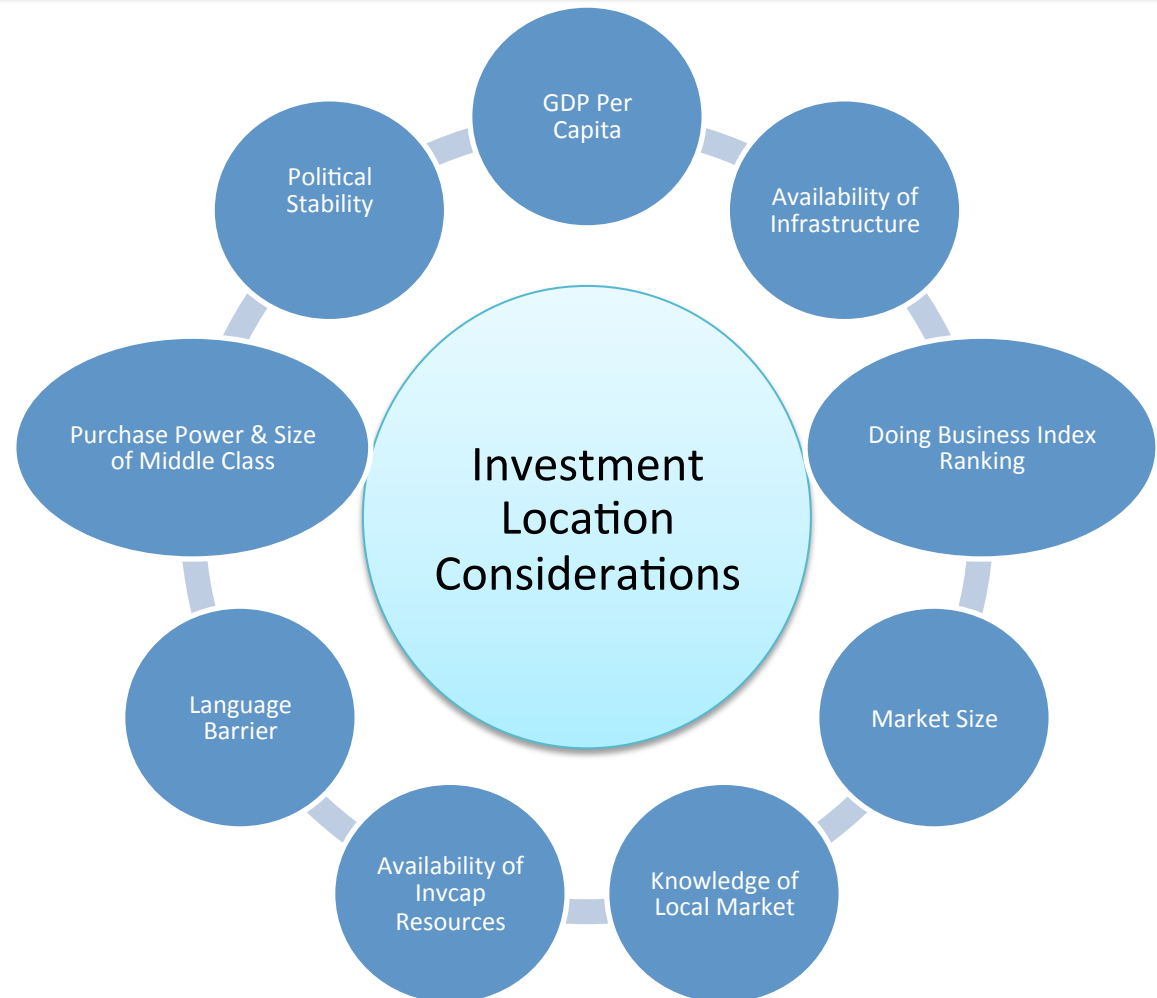 GDP Per
Capita
Availability of
Infrastructure
Doing Business Index
Ranking
Market Size
Knowledge of
Local Market
Availability of
Invcap
Resources
Language
Barrier
Purchase Power & Size
of Middle Class
Political
Stability
Investment
Location
Considerations